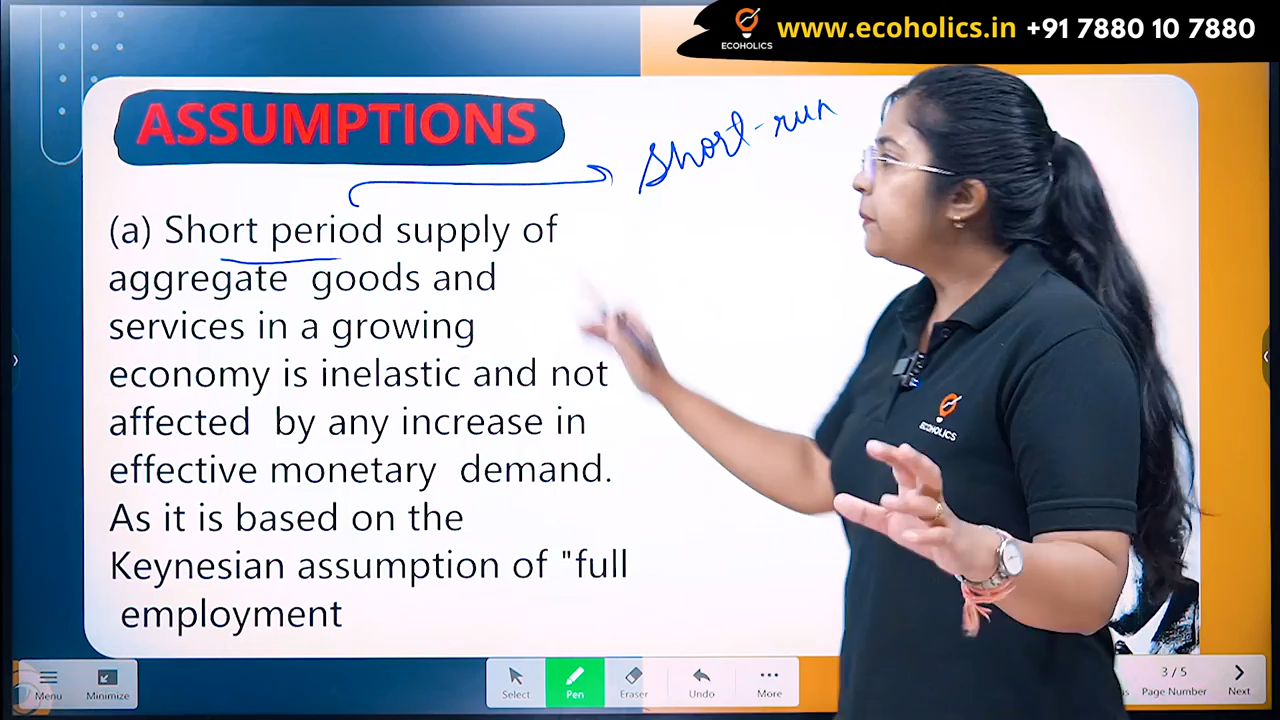 ECOHOLICS
www.ecoholics.in +91 7880 10 7880
ASSUMPTIONS
Short-run
(a) Short period supply of
aggregate goods and
services in a growing
economy is inelastic and not
affected by any increase in
effective monetary demand.
As it is based on the
Keynesian assumption of "full
employment
ECOHOLICS
Menu
Minimize
Select
Pen
Eraser
Undo
More
3 / 5
Page Number
Next